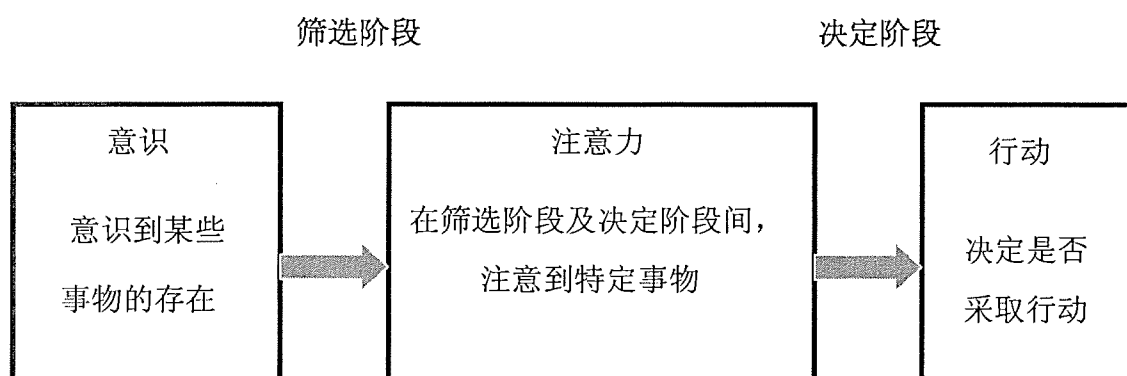 筛选阶段
决定阶段
意识
意识到某些
事物的存在
注意力
在筛选阶段及决定阶段间，
注意到特定事物
行动
决定是否
采取行动